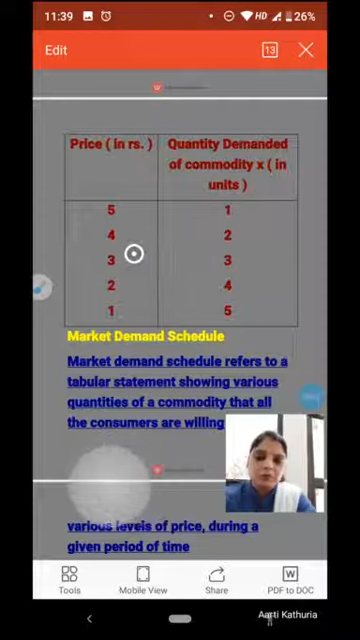 11:39 HD 26%
Edit 13
Price ( in rs. ) Quantity Demanded
of commodity x ( in
units )
5 1
4 2
3 3
2 4
1 5
Market Demand Schedule
Market demand schedule refers to a
tabular statement showing various
quantities of a commodity that all
the consumers are willing
various levels of price, during a
given period of time
Tools Mobile View Share PDF to DOC
W
Aarti Kathuria